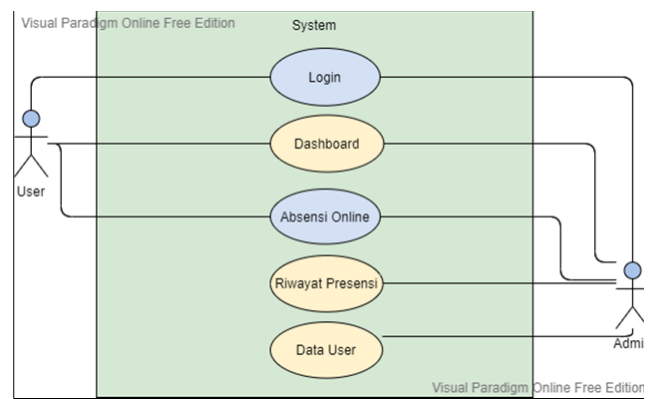 Visual Paradigm Online Free Edition
System
Login
Dashboard
User
Absensi Online
Riwayat Presensi
Data User
Admi
Visual Paradigm Online Free Edition